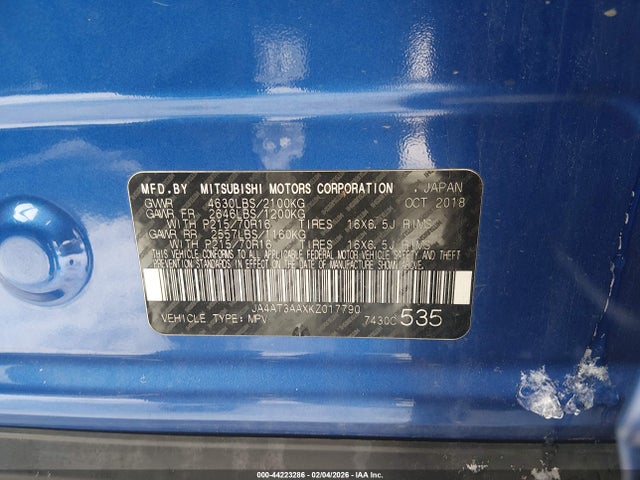 MFD.BY MITSUBISHI MOTORS CORPORATION . JAPAN
GVWR 4630LBS/2100KG OCT 2018
GAWR FR 2646LBS/1200KG
WITH P215/70R16 TIRES 16X6.5J RIMS
GAWR RR 2557LBS/1160KG
WITH P215/70R16 TIRES 16X6.5J RIMS
THIS VEHICLE CONFORMS TO ALL APPLICABLE FEDERAL MOTOR VEHICLE SAFETY AND THEFT
PREVENTION STANDARDS IN EFFECT ON THE DATE OF MANUFACTURE SHOWN ABOVE.
JA4AT3AAXKZ017790
VEHICLE TYPE: MPV 7430C 535
000-44223286 - 02/04/2026 - IAA Inc.